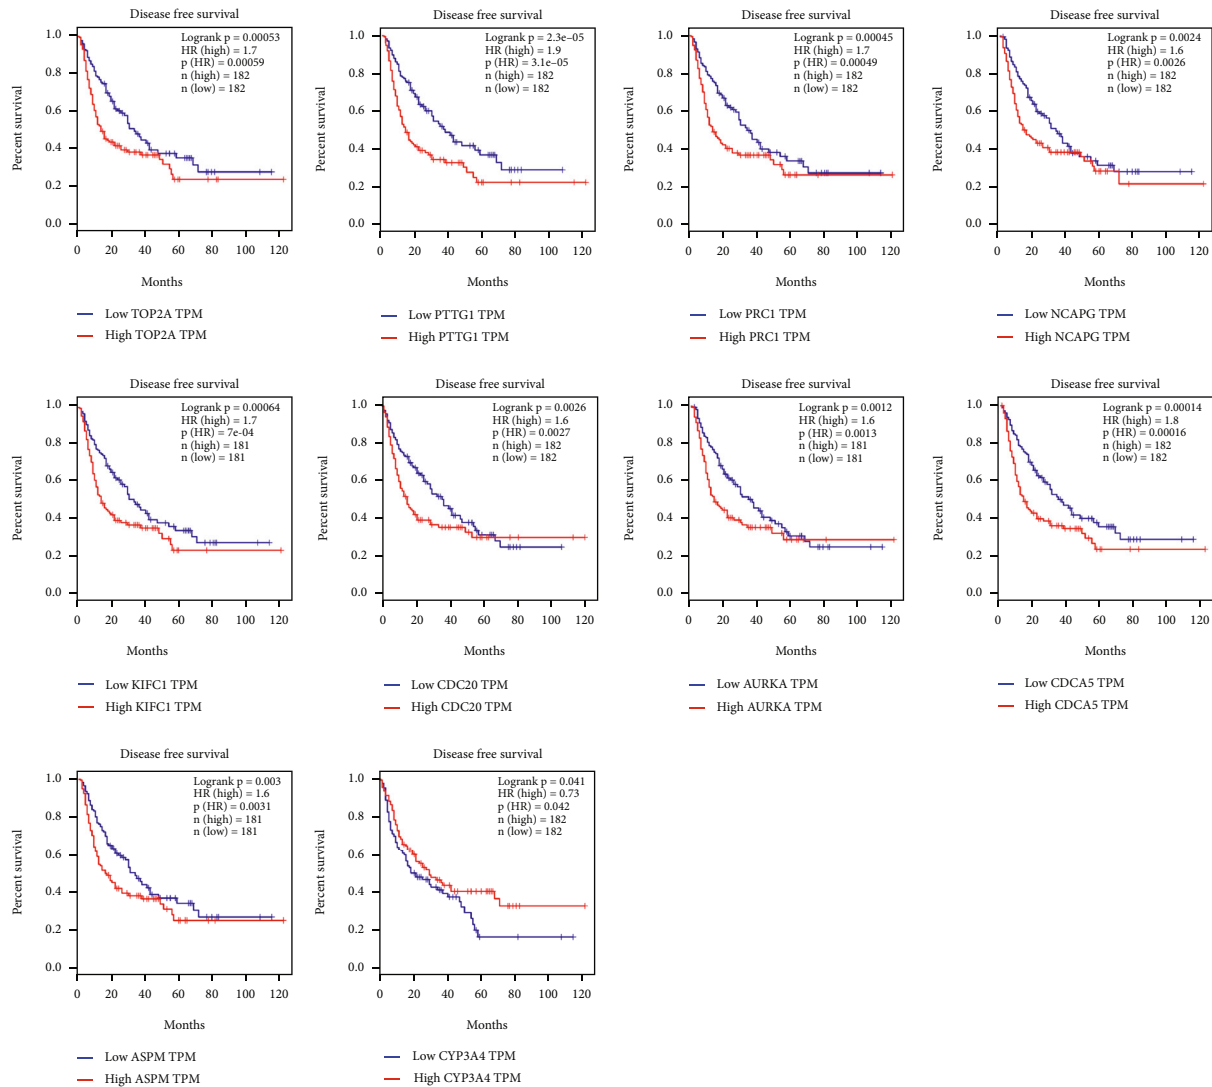 Disease free survival
Logrank p = 0.00053
HR (high) = 1.7
p (HR) = 0.00059
n (high) = 182
n (low) = 182
Percent survival
1.0
0.8
0.6
0.4
0.2
0.0
0 20 40 60 80 100 120
Months
Low TOP2A TPM
High TOP2A TPM
Disease free survival
Logrank p = 2.3e–05
HR (high) = 1.9
p (HR) = 3.1e–05
n (high) = 182
n (low) = 182
Percent survival
1.0
0.8
0.6
0.4
0.2
0.0
0 20 40 60 80 100 120
Months
Low PTTG1 TPM
High PTTG1 TPM
Disease free survival
Logrank p = 0.00045
HR (high) = 1.7
p (HR) = 0.00049
n (high) = 182
n (low) = 182
Percent survival
1.0
0.8
0.6
0.4
0.2
0.0
0 20 40 60 80 100 120
Months
Low PRC1 TPM
High PRC1 TPM
Disease free survival
Logrank p = 0.0024
HR (high) = 1.6
p (HR) = 0.0026
n (high) = 182
n (low) = 182
Percent survival
1.0
0.8
0.6
0.4
0.2
0.0
0 20 40 60 80 100 120
Months
Low NCAPG TPM
High NCAPG TPM
Disease free survival
Logrank p = 0.00064
HR (high) = 1.7
p (HR) = 7e-04
n (high) = 181
n (low) = 181
Percent survival
1.0
0.8
0.6
0.4
0.2
0.0
0 20 40 60 80 100 120
Months
Low KIFC1 TPM
High KIFC1 TPM
Disease free survival
Logrank p = 0.0026
HR (high) = 1.6
p (HR) = 0.0027
n (high) = 182
n (low) = 182
Percent survival
1.0
0.8
0.6
0.4
0.2
0.0
0 20 40 60 80 100 120
Months
Low CDC20 TPM
High CDC20 TPM
Disease free survival
Logrank p = 0.0012
HR (high) = 1.6
p (HR) = 0.0013
n (high) = 181
n (low) = 181
Percent survival
1.0
0.8
0.6
0.4
0.2
0.0
0 20 40 60 80 100 120
Months
Low AURKA TPM
High AURKA TPM
Disease free survival
Logrank p = 0.00014
HR (high) = 1.8
p (HR) = 0.00016
n (high) = 182
n (low) = 182
Percent survival
1.0
0.8
0.6
0.4
0.2
0.0
0 20 40 60 80 100 120
Months
Low CDCA5 TPM
High CDCA5 TPM
Disease free survival
Logrank p = 0.003
HR (high) = 1.6
p (HR) = 0.0031
n (high) = 181
n (low) = 181
Percent survival
1.0
0.8
0.6
0.4
0.2
0.0
0 20 40 60 80 100 120
Months
Low ASPM TPM
High ASPM TPM
Disease free survival
Logrank p = 0.041
HR (high) = 0.73
p (HR) = 0.042
n (high) = 182
n (low) = 182
Percent survival
1.0
0.8
0.6
0.4
0.2
0.0
0 20 40 60 80 100 120
Months
Low CYP3A4 TPM
High CYP3A4 TPM